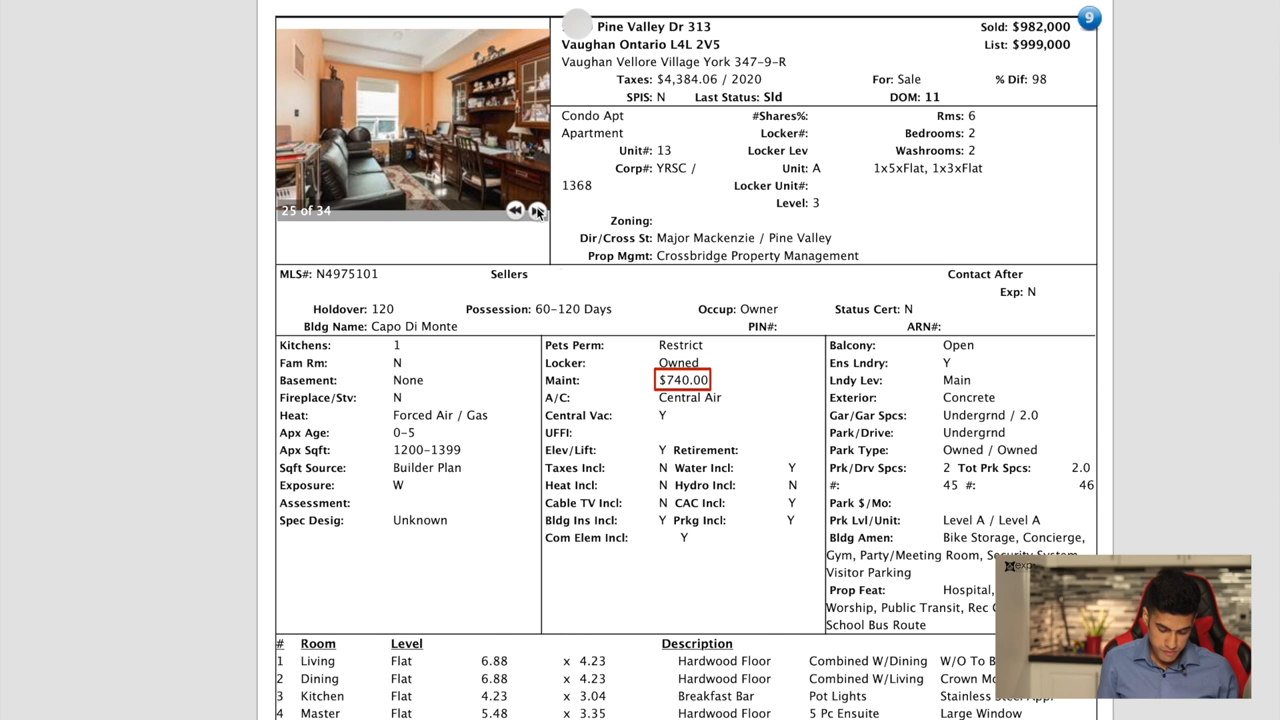 9
Pine Valley Dr 313 Sold: $982,000
Vaughan Ontario L4L 2V5 List: $999,000
Vaughan Vellore Village York 347-9-R
Taxes: $4,384.06 / 2020 For: Sale % Dif: 98
SPIS: N Last Status: Sld DOM: 11
Condo Apt #Shares%: Rms: 6
Apartment Locker#: Bedrooms: 2
Unit#: 13 Locker Lev Washrooms: 2
Corp#: YRSC / Unit: A 1x5xFlat, 1x3xFlat
1368 Locker Unit#:
Level: 3
25 of 34
Zoning:
Dir/Cross St: Major Mackenzie / Pine Valley
Prop Mgmt: Crossbridge Property Management
MLS#: N4975101 Sellers Contact After
Exp: N
Holdover: 120 Possession: 60-120 Days Occup: Owner Status Cert: N
Bldg Name: Capo Di Monte PIN#: ARN#:
Kitchens: 1 Pets Perm: Restrict Balcony: Open
Fam Rm: N Locker: Owned Ens Lndry: Y
Basement: None Maint: $740.00 Lndy Lev: Main
Fireplace/Stv: N A/C: Central Air Exterior: Concrete
Heat: Forced Air / Gas Central Vac: Y Gar/Gar Spcs: Undergrnd / 2.0
Apx Age: 0-5 UFFI: Park/Drive: Undergrnd
Apx Sqft: 1200-1399 Elev/Lift: Y Retirement: Park Type: Owned / Owned
Sqft Source: Builder Plan Taxes Incl: N Water Incl: Y Prk/Drv Spcs: 2 Tot Prk Spcs: 2.0
Exposure: W Heat Incl: N Hydro Incl: N #: 45 #: 46
Assessment: Cable TV Incl: N CAC Incl: Y Park $/Mo:
Spec Desig: Unknown Bldg Ins Incl: Y Prkg Incl: Y Prk Lvl/Unit: Level A / Level A
Com Elem Incl: Y Bldg Amen: Bike Storage, Concierge,
Gym, Party/Meeting Room, Security System
Visitor Parking
Prop Feat: Hospital,
Worship, Public Transit, Rec
School Bus Route
exp
# Room Level Description
1 Living Flat 6.88 x 4.23 Hardwood Floor Combined W/Dining W/O To
2 Dining Flat 6.88 x 4.23 Hardwood Floor Combined W/Living Crown
3 Kitchen Flat 4.23 x 3.04 Breakfast Bar Pot Lights Stainless Steel Appl
4 Master Flat 5.48 x 3.35 Hardwood Floor 5 Pc Ensuite Large Window